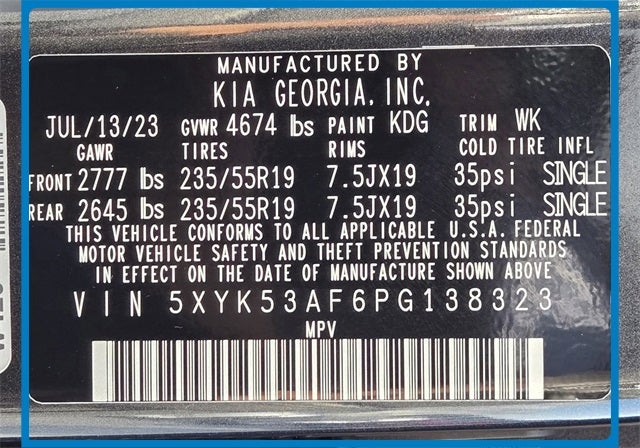 MANUFACTURED BY
KIA GEORGIA, INC.
JUL/13/23 GVWR 4674 lbs PAINT KDG TRIM WK
GAWR TIRES RIMS COLD TIRE INFL
FRONT 2777 lbs 235/55R19 7.5JX19 35psi SINGLE
REAR 2645 lbs 235/55R19 7.5JX19 35psi SINGLE
THIS VEHICLE CONFORMS TO ALL APPLICABLE U.S.A. FEDERAL
MOTOR VEHICLE SAFETY AND THEFT PREVENTION STANDARDS
IN EFFECT ON THE DATE OF MANUFACTURE SHOWN ABOVE
VIN 5XYK53AF6PG138323
MPV